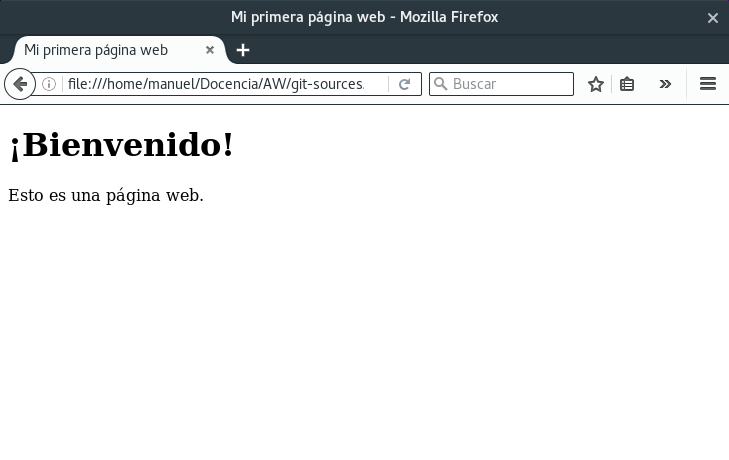 Mi primera página web - Mozilla Firefox
Mi primera página web
file:///home/manuel/Docencia/AW/git-sources
Buscar
¡Bienvenido!
Esto es una página web.